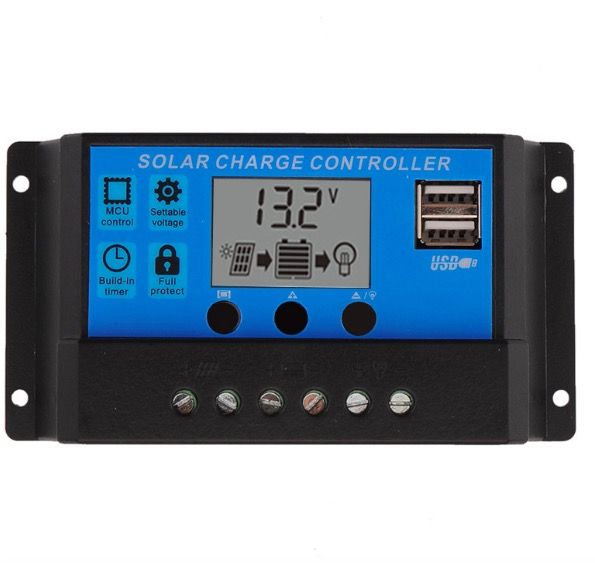 SOLAR CHARGE CONTROLLER
MCU
control
Settable
voltage
Build-in
timer
Full
protect
13.2 V
USB